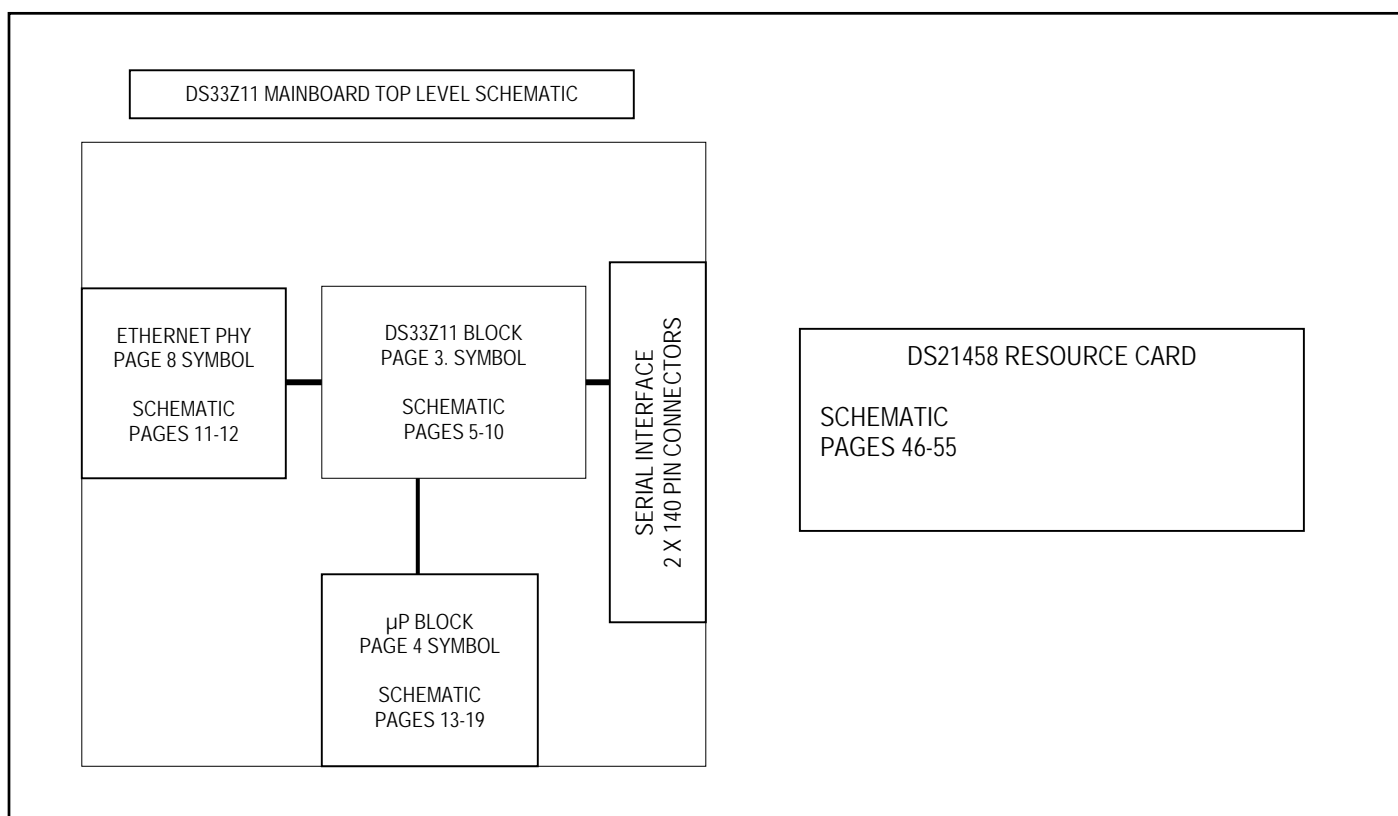 DS33Z11 MAINBOARD TOP LEVEL SCHEMATIC
ETHERNET PHY
PAGE 8 SYMBOL
SCHEMATIC
PAGES 11-12
DS33Z11 BLOCK
PAGE 3. SYMBOL
SCHEMATIC
PAGES 5-10
SERIAL INTERFACE
2 X 140 PIN CONNECTORS
µP BLOCK
PAGE 4 SYMBOL
SCHEMATIC
PAGES 13-19
DS21458 RESOURCE CARD
SCHEMATIC
PAGES 46-55